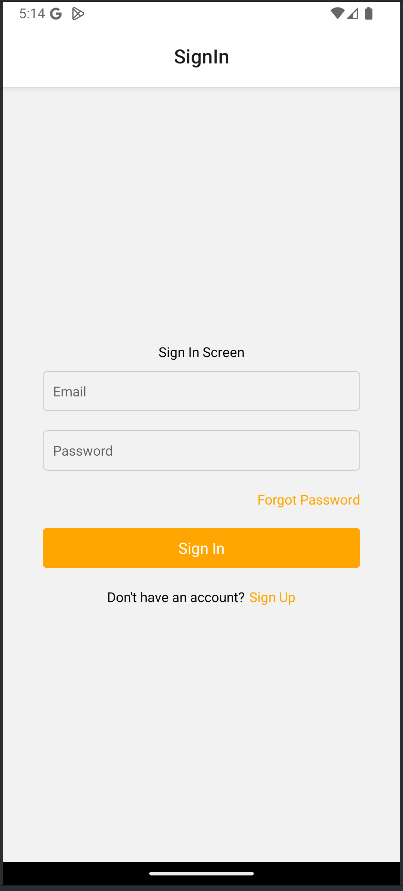 5:14
SignIn
Sign In Screen
Email
Password
Forgot Password
Sign In
Don't have an account? Sign Up